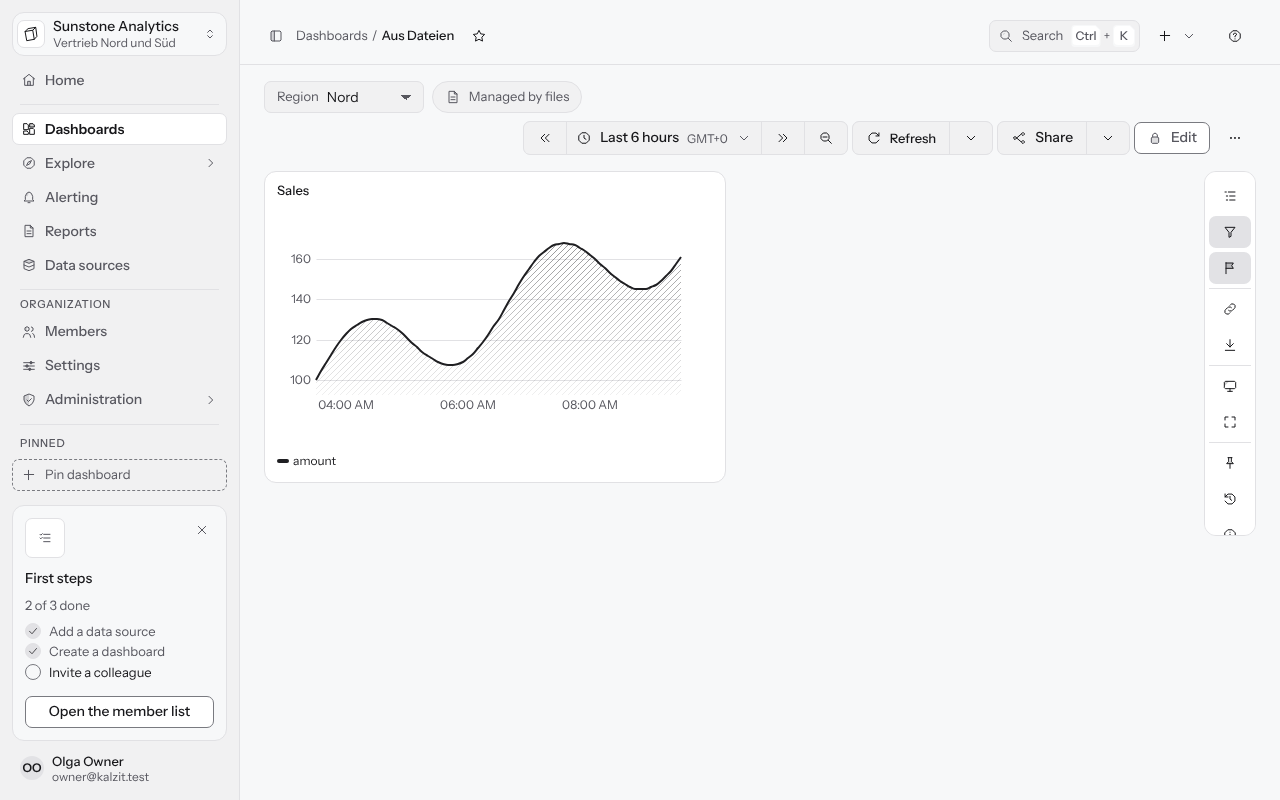 Sunstone Analytics
Vertrieb Nord und Süd
Home
Dashboards
Explore
Alerting
Reports
Data sources
ORGANIZATION
Members
Settings
Administration
PINNED
Pin dashboard
First steps
2 of 3 done
Add a data source
Create a dashboard
Invite a colleague
Open the member list
OO
Olga Owner
owner@kalzit.test
Dashboards / Aus Dateien
Search Ctrl + K
Region Nord
Managed by files
Last 6 hours GMT+0
Refresh
Share
Edit
Sales
160
140
120
100
04:00 AM 06:00 AM 08:00 AM
amount